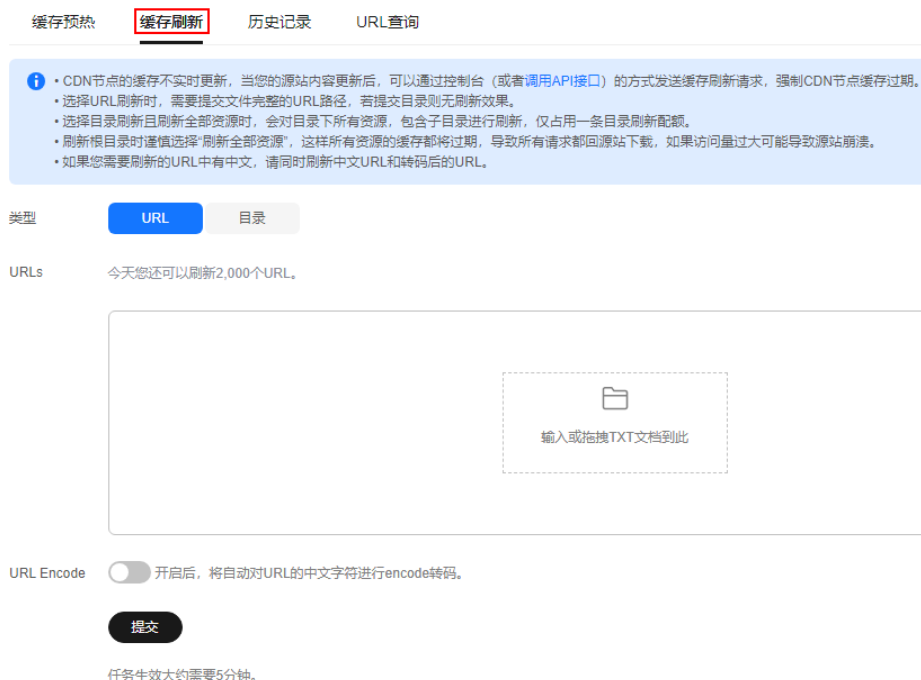 缓存预热 缓存刷新 历史记录 URL查询
• CDN节点的缓存不实时更新，当您的源站内容更新后，可以通过控制台（或者调用API接口）的方式发送缓存刷新请求，强制CDN节点缓存过期。
• 选择URL刷新时，需要提交文件完整的URL路径，若提交目录则无刷新效果。
• 选择目录刷新且刷新全部资源时，会对目录下所有资源，包含子目录进行刷新，仅占用一条目录刷新配额。
• 刷新根目录时谨慎选择“刷新全部资源”，这样所有资源的缓存都将过期，导致所有请求都回源站下载，如果访问量过大可能导致源站崩溃。
• 如果您需要刷新的URL中有中文，请同时刷新中文URL和转码后的URL。
类型 URL 目录
URLs 今天您还可以刷新2,000个URL。
输入或拖拽TXT文档到此
URL Encode 开启后，将自动对URL的中文字符进行encode转码。
提交
任务生效大约需要5分钟。